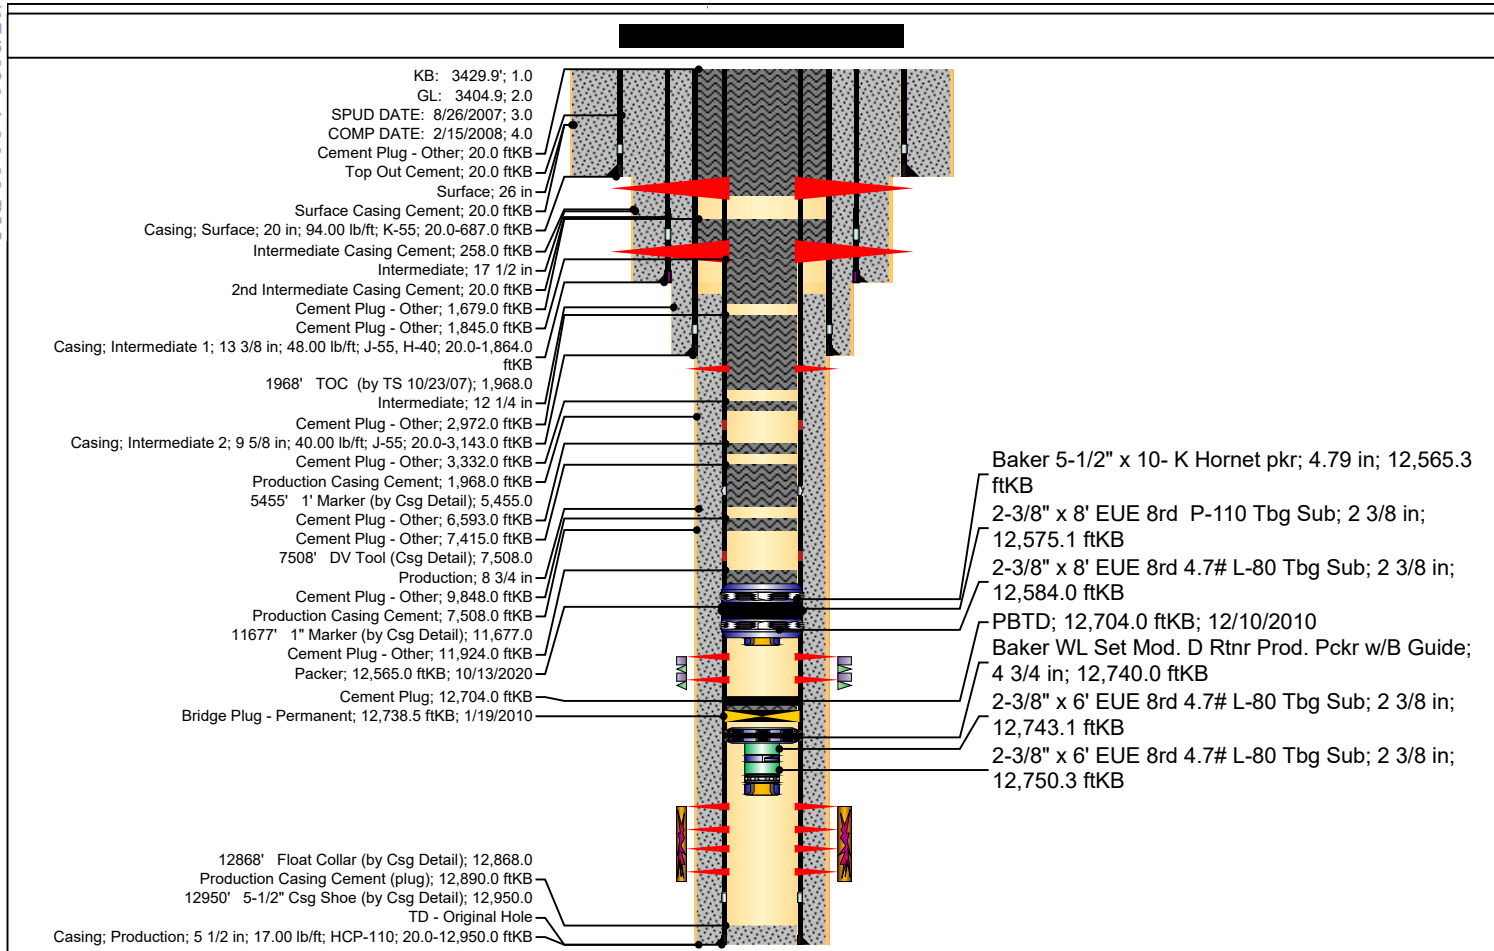 KB: 3429.9'; 1.0
GL: 3404.9; 2.0
SPUD DATE: 8/26/2007; 3.0
COMP DATE: 2/15/2008; 4.0
Cement Plug - Other; 20.0 ftKB
Top Out Cement; 20.0 ftKB
Surface; 26 in
Surface Casing Cement; 20.0 ftKB
Casing; Surface; 20 in; 94.00 lb/ft; K-55; 20.0-687.0 ftKB
Intermediate Casing Cement; 258.0 ftKB
Intermediate; 17 1/2 in
2nd Intermediate Casing Cement; 20.0 ftKB
Cement Plug - Other; 1,679.0 ftKB
Cement Plug - Other; 1,845.0 ftKB
Casing; Intermediate 1; 13 3/8 in; 48.00 lb/ft; J-55, H-40; 20.0-1,864.0
ftKB
1968' TOC (by TS 10/23/07); 1,968.0
Intermediate; 12 1/4 in
Cement Plug - Other; 2,972.0 ftKB
Casing; Intermediate 2; 9 5/8 in; 40.00 lb/ft; J-55; 20.0-3,143.0 ftKB
Cement Plug - Other; 3,332.0 ftKB
Production Casing Cement; 1,968.0 ftKB
5455' 1' Marker (by Csg Detail); 5,455.0
Cement Plug - Other; 6,593.0 ftKB
Cement Plug - Other; 7,415.0 ftKB
7508' DV Tool (Csg Detail); 7,508.0
Production; 8 3/4 in
Cement Plug - Other; 9,848.0 ftKB
Production Casing Cement; 7,508.0 ftKB
11677' 1" Marker (by Csg Detail); 11,677.0
Cement Plug - Other; 11,924.0 ftKB
Packer; 12,565.0 ftKB; 10/13/2020
Cement Plug; 12,704.0 ftKB
Bridge Plug - Permanent; 12,738.5 ftKB; 1/19/2010
12868' Float Collar (by Csg Detail); 12,868.0
Production Casing Cement (plug); 12,890.0 ftKB
12950' 5-1/2" Csg Shoe (by Csg Detail); 12,950.0
TD - Original Hole
Casing; Production; 5 1/2 in; 17.00 lb/ft; HCP-110; 20.0-12,950.0 ftKB
Baker 5-1/2" x 10- K Hornet pkr; 4.79 in; 12,565.3
ftKB
2-3/8" x 8' EUE 8rd P-110 Tbg Sub; 2 3/8 in;
12,575.1 ftKB
2-3/8" x 8' EUE 8rd 4.7# L-80 Tbg Sub; 2 3/8 in;
12,584.0 ftKB
PBTD; 12,704.0 ftKB; 12/10/2010
Baker WL Set Mod. D Rtnr Prod. Pckr w/B Guide;
4 3/4 in; 12,740.0 ftKB
2-3/8" x 6' EUE 8rd 4.7# L-80 Tbg Sub; 2 3/8 in;
12,743.1 ftKB
2-3/8" x 6' EUE 8rd 4.7# L-80 Tbg Sub; 2 3/8 in;
12,750.3 ftKB